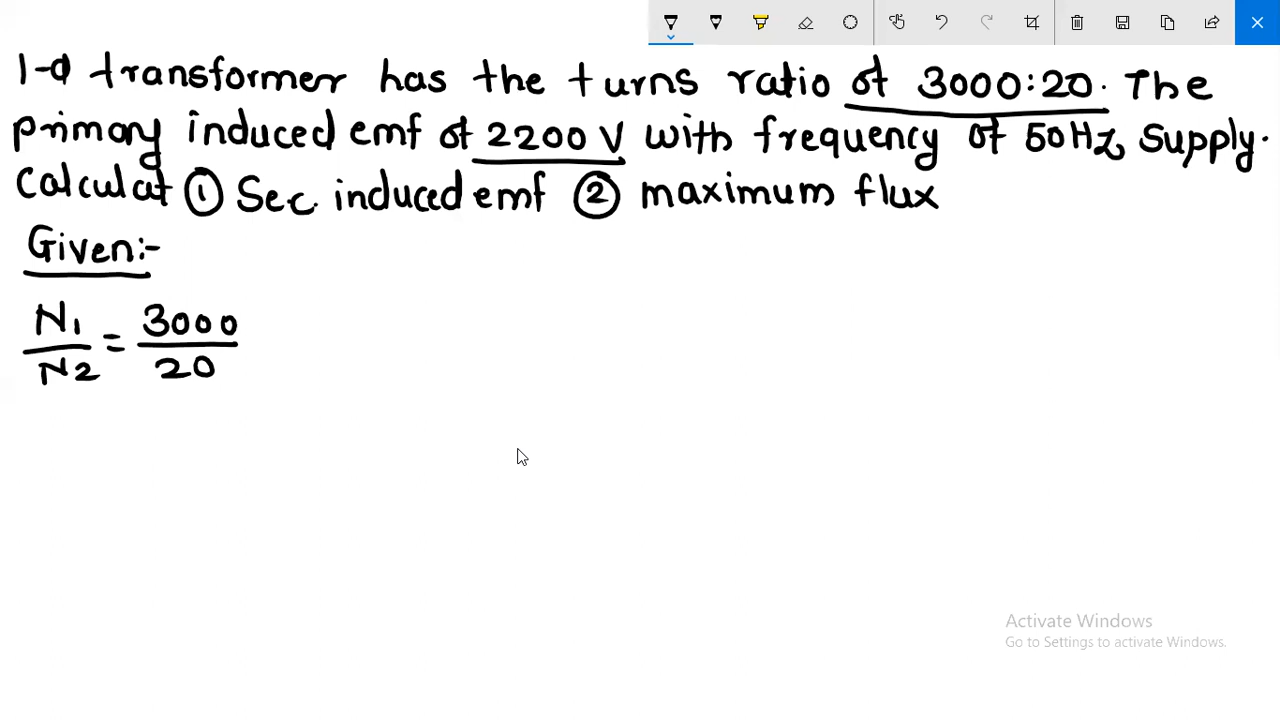 1-Φ transformer has the turns ratio of 3000:20. The
primary induced emf of 2200 V with frequency of 50Hz supply.
Calculat ① Sec. induced emf ② maximum flux
Given:-
N1/N2 = 3000/20
Activate Windows
Go to Settings to activate Windows.